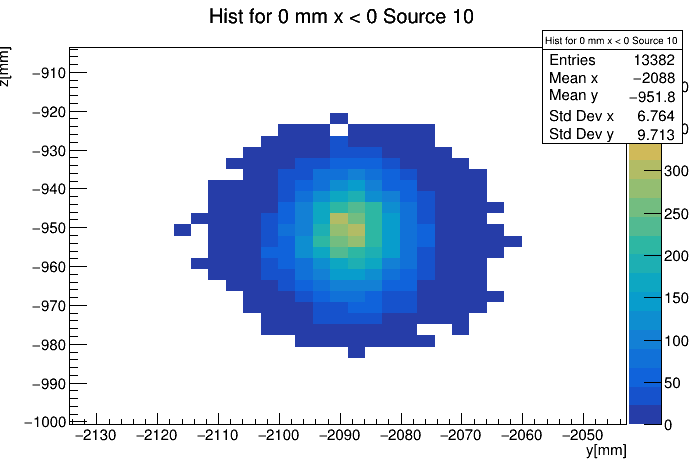 Hist for 0 mm x < 0 Source 10
Hist for 0 mm x < 0 Source 10
Entries 13382
Mean x −2088
Mean y −951.8
Std Dev x 6.764
Std Dev y 9.713
z[mm]
−910
−920
−930
−940
−950
−960
−970
−980
−990
−1000
−2130 −2120 −2110 −2100 −2090 −2080 −2070 −2060 −2050
y[mm]
300
250
200
150
100
50
0